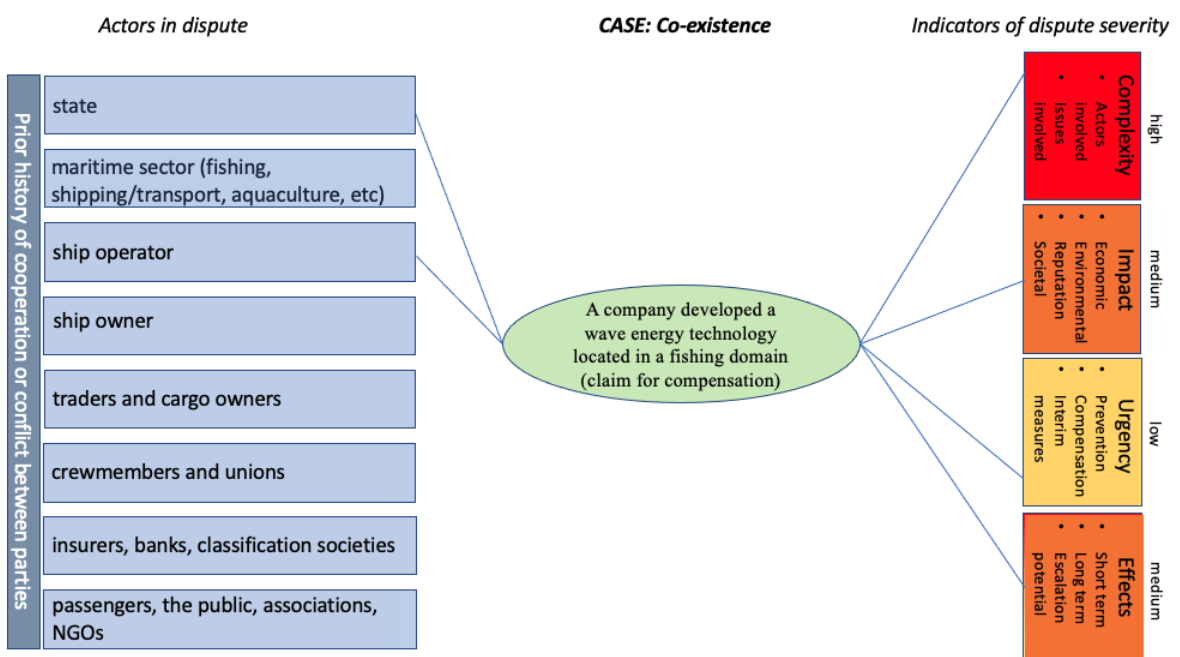 Actors in dispute
CASE: Co-existence
Indicators of dispute severity
Prior history of cooperation or conflict between parties
state
maritime sector (fishing,
shipping/transport, aquaculture, etc)
ship operator
ship owner
traders and cargo owners
crewmembers and unions
insurers, banks, classification societies
passengers, the public, associations,
NGOs
A company developed a
wave energy technology
located in a fishing domain
(claim for compensation)
high
Complexity
• Actors
involved
• Issues
involved
medium
Impact
• Economic
• Environmental
• Reputation
• Societal
low
Urgency
• Prevention
• Compensation
• Interim
measures
medium
Effects
• Short term
• Long term
• Escalation
potential